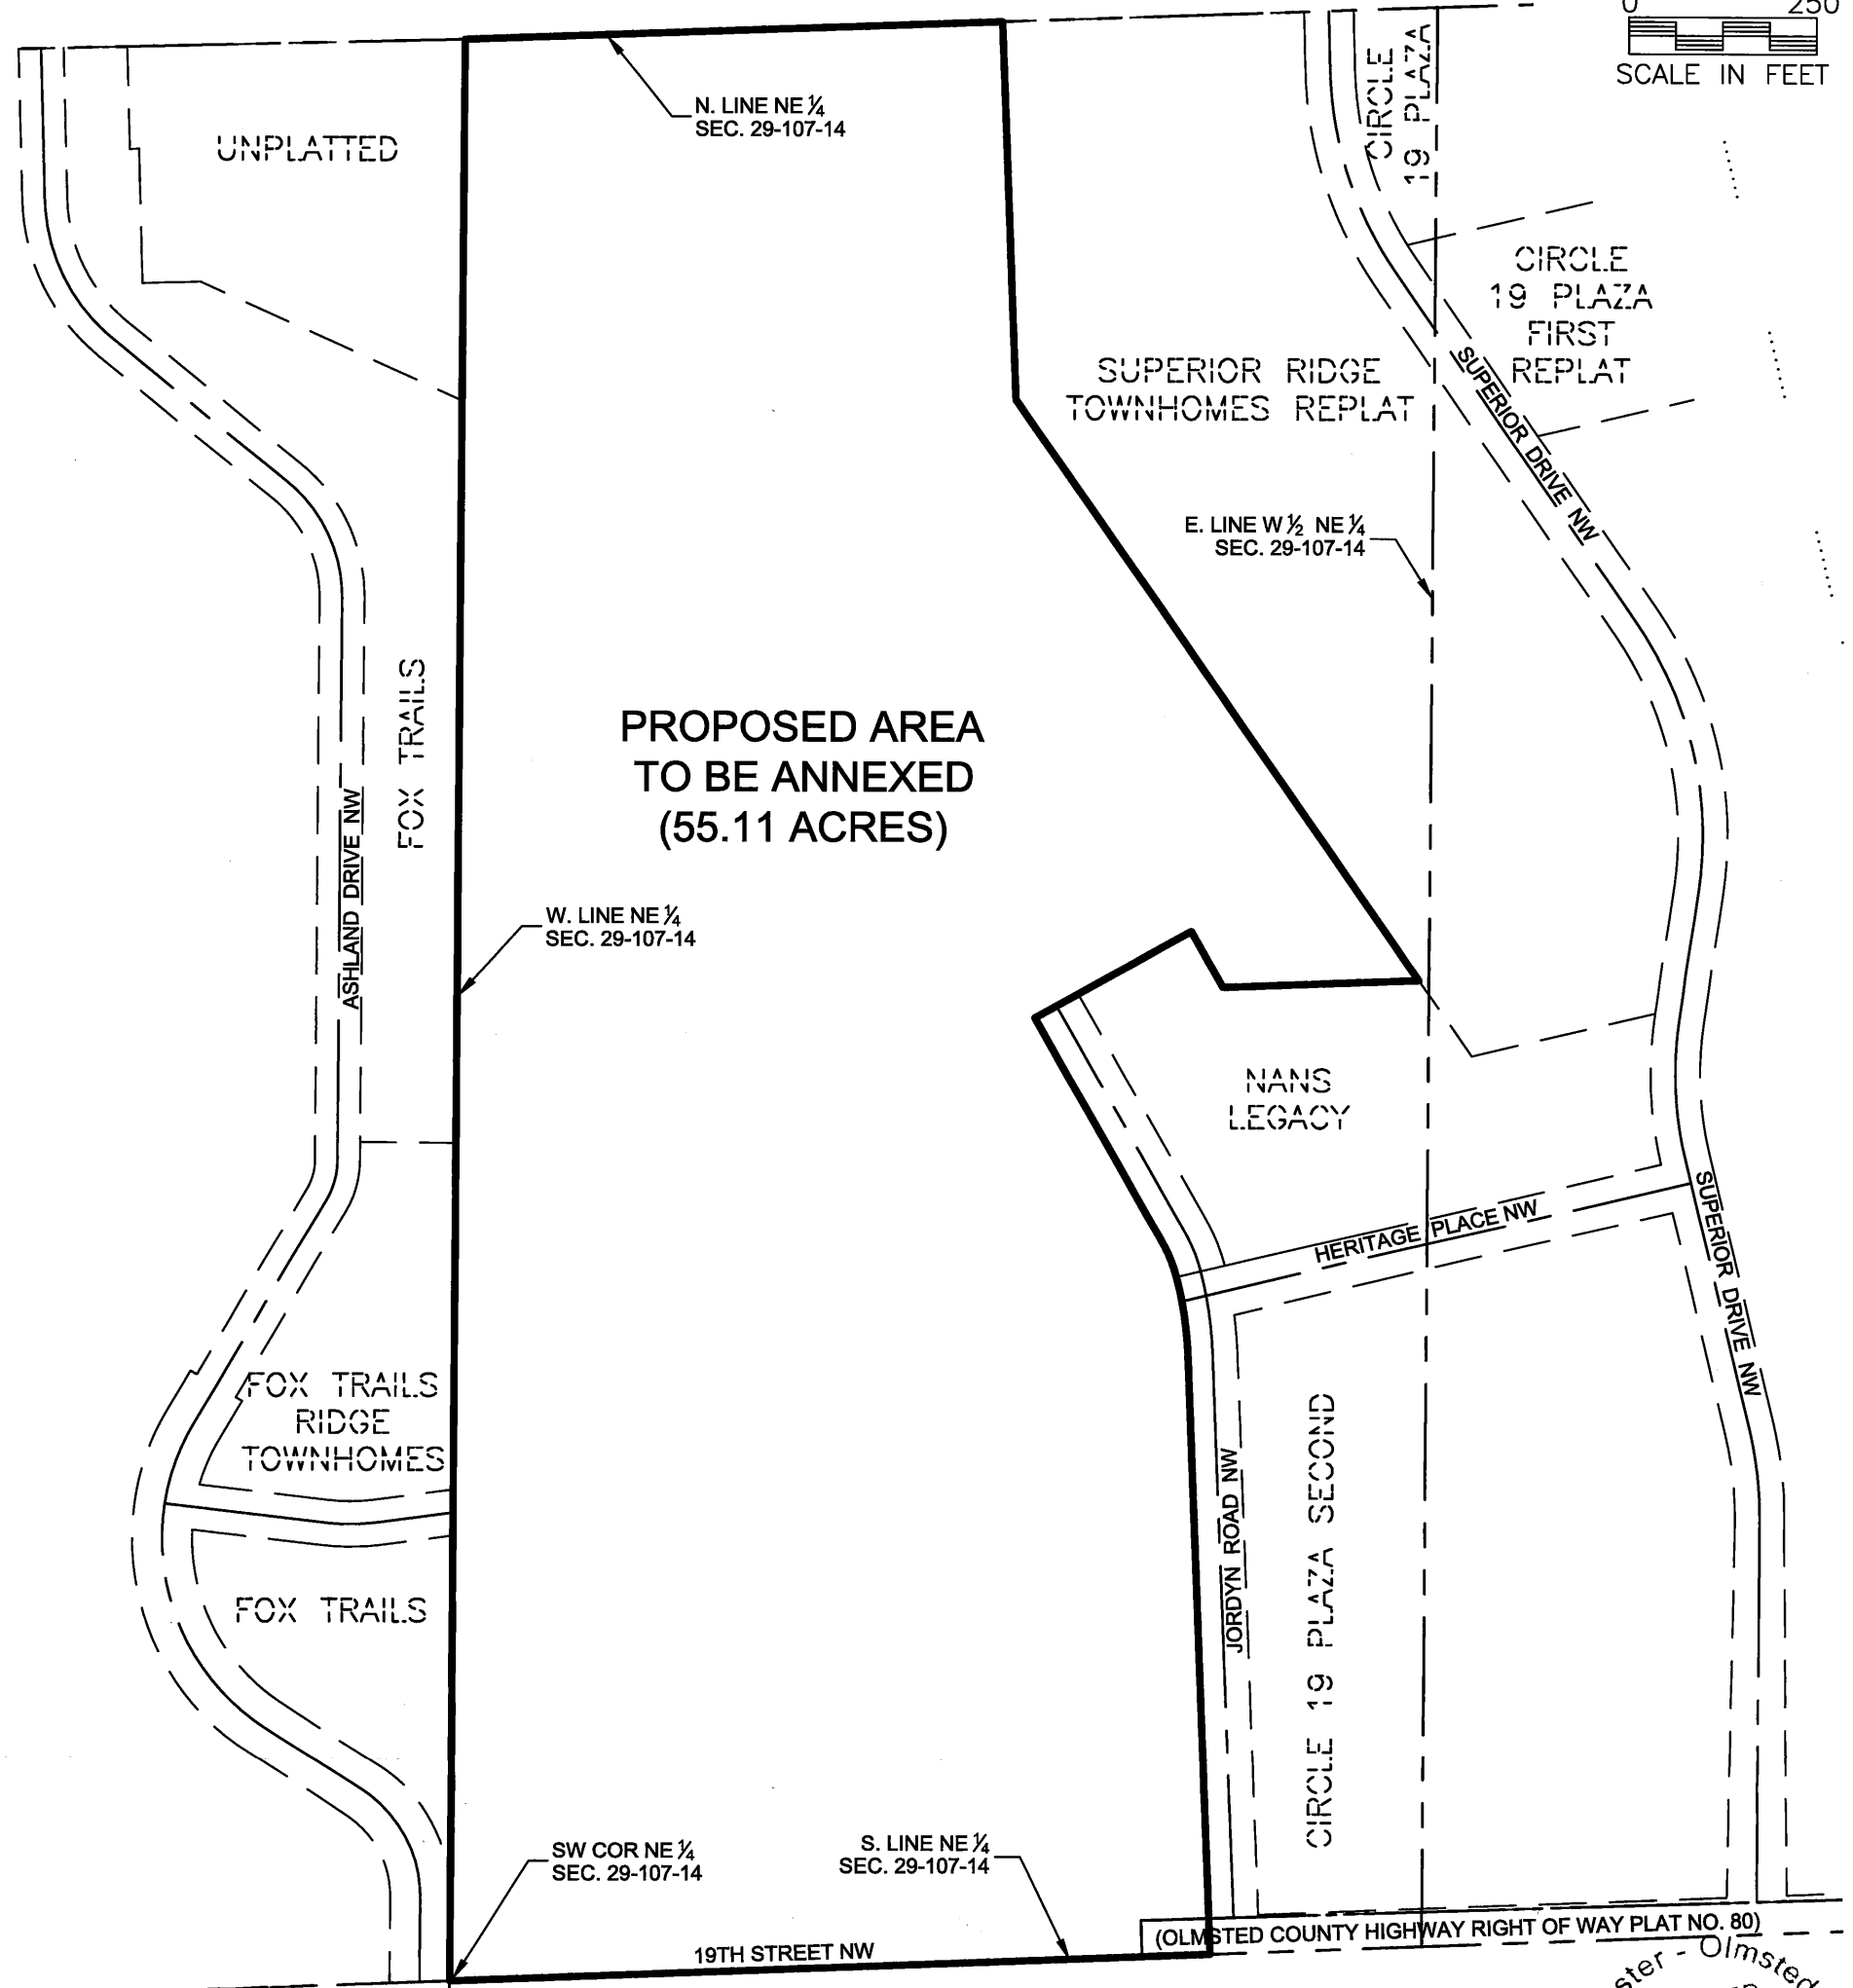 0 250
SCALE IN FEET
N. LINE NE ¼
SEC. 29-107-14
UNPLATTED
CIRCLE
19 PLAZA
CIRCLE
19 PLAZA
FIRST
REPLAT
SUPERIOR RIDGE
TOWNHOMES REPLAT
SUPERIOR DRIVE NW
E. LINE W ½ NE ¼
SEC. 29-107-14
FOX TRAILS
PROPOSED AREA
TO BE ANNEXED
(55.11 ACRES)
ASHLAND DRIVE NW
W. LINE NE ¼
SEC. 29-107-14
NANS
LEGACY
HERITAGE PLACE NW
SUPERIOR DRIVE NW
FOX TRAILS
RIDGE
TOWNHOMES
JORDYN ROAD NW
CIRCLE 19 PLAZA SECOND
FOX TRAILS
SW COR NE ¼
SEC. 29-107-14
S. LINE NE ¼
SEC. 29-107-14
19TH STREET NW
(OLMSTED COUNTY HIGHWAY RIGHT OF WAY PLAT NO. 80)
ster - Olmsted